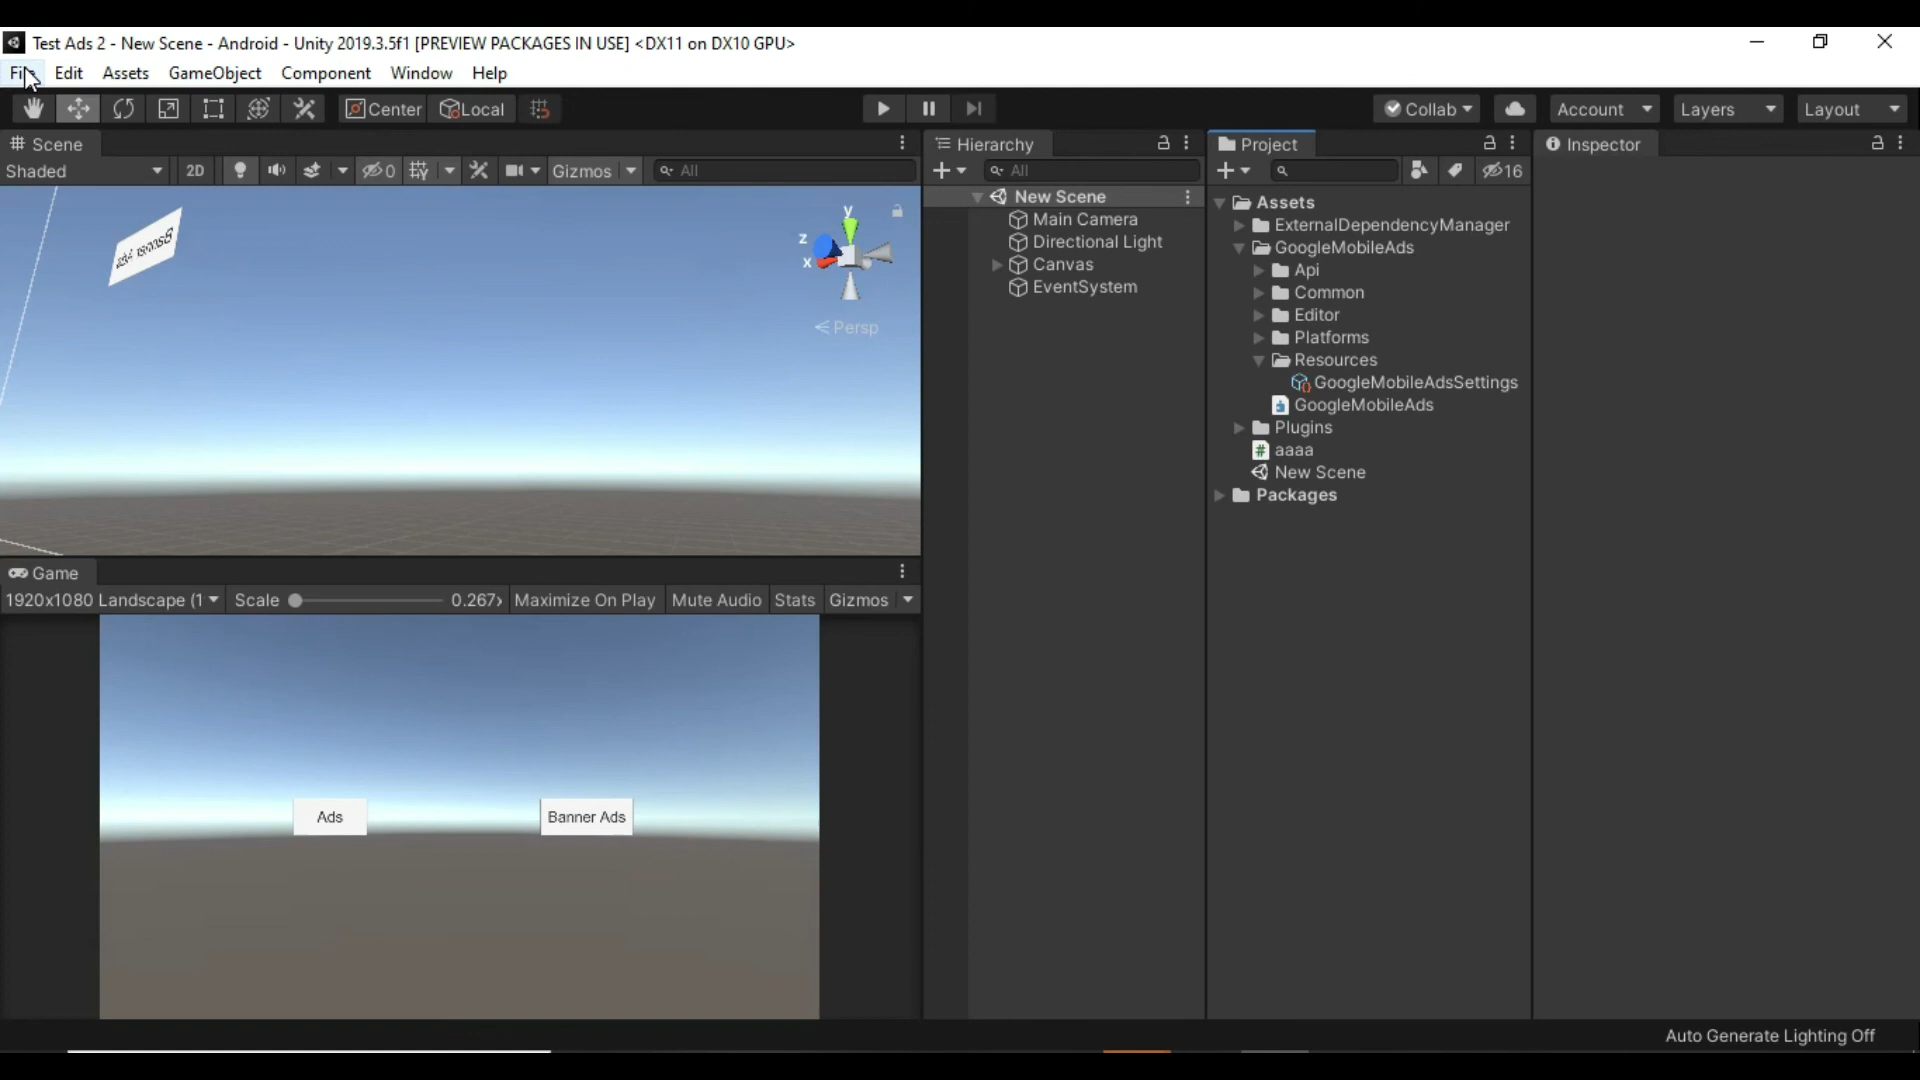 Test Ads 2 - New Scene - Android - Unity 2019.3.5f1 [PREVIEW PACKAGES IN USE] <DX11 on DX10 GPU>
File Edit Assets GameObject Component Window Help
Center Local Collab Account Layers Layout
Scene
Shaded 2D 0 Gizmos All
Banner Ads
y
z
x
Persp
Game
1920x1080 Landscape (1 Scale 0.267x Maximize On Play Mute Audio Stats Gizmos
Ads Banner Ads
Hierarchy
All
New Scene
Main Camera
Directional Light
Canvas
EventSystem
Project
16
Assets
ExternalDependencyManager
GoogleMobileAds
Api
Common
Editor
Platforms
Resources
GoogleMobileAdsSettings
GoogleMobileAds
Plugins
aaaa
New Scene
Packages
Inspector
Auto Generate Lighting Off